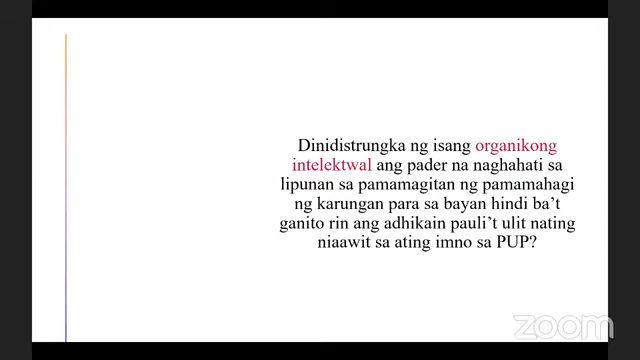 Dinidistrungka ng isang organikong
intelektwal ang pader na naghahati sa
lipunan sa pamamagitan ng pamamahagi
ng karungan para sa bayan hindi ba’t
ganito rin ang adhikain pauli’t ulit nating
niaawit sa ating imno sa PUP?
zoom